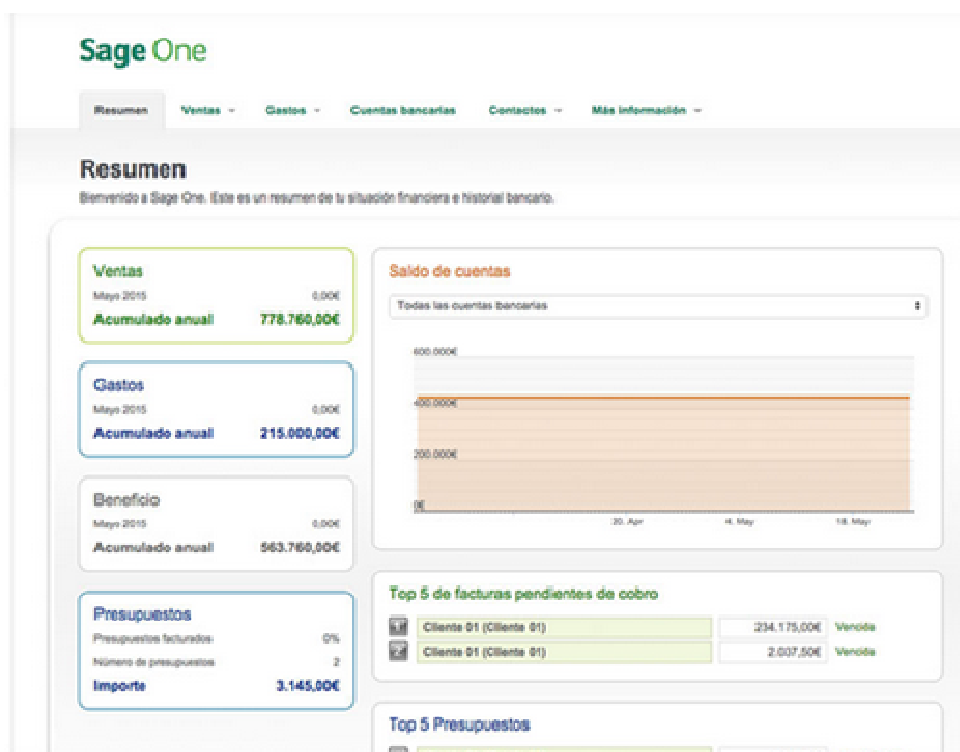 Sage One
Resumen Ventas Gastos Cuentas bancarias Contactos Más información
Resumen
Bienvenido a Sage One. Este es un resumen de tu situación financiera e historial bancario.
Ventas
Mayo 2015 0,00€
Acumulado anual 778.760,00€
Gastos
Mayo 2015 0,00€
Acumulado anual 215.000,00€
Beneficio
Mayo 2015 0,00€
Acumulado anual 563.760,00€
Presupuestos
Presupuestos facturados 0%
Número de presupuestos 2
Importe 3.145,00€
Saldo de cuentas
Todas las cuentas bancarias
600.000€
400.000€
200.000€
0€
20. Apr 4. May 18. May
Top 5 de facturas pendientes de cobro
Cliente 01 (Cliente 01) 234.175,00€ Vencida
Cliente 01 (Cliente 01) 2.007,50€ Vencida
Top 5 Presupuestos